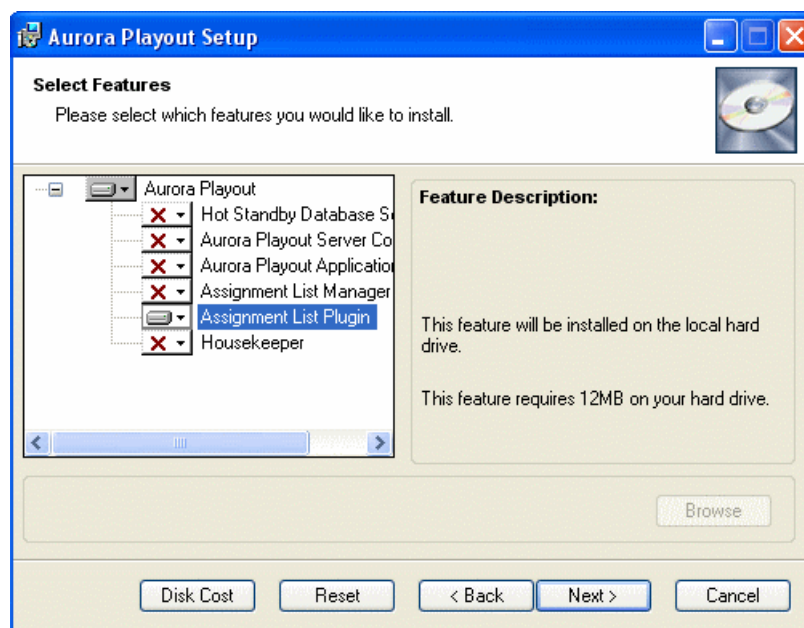 Aurora Playout Setup
Select Features
Please select which features you would like to install.
Aurora Playout
Hot Standby Database S
Aurora Playout Server Co
Aurora Playout Application
Assignment List Manager
Assignment List Plugin
Housekeeper
Feature Description:
This feature will be installed on the local hard
drive.
This feature requires 12MB on your hard drive.
Browse
Disk Cost Reset < Back Next > Cancel